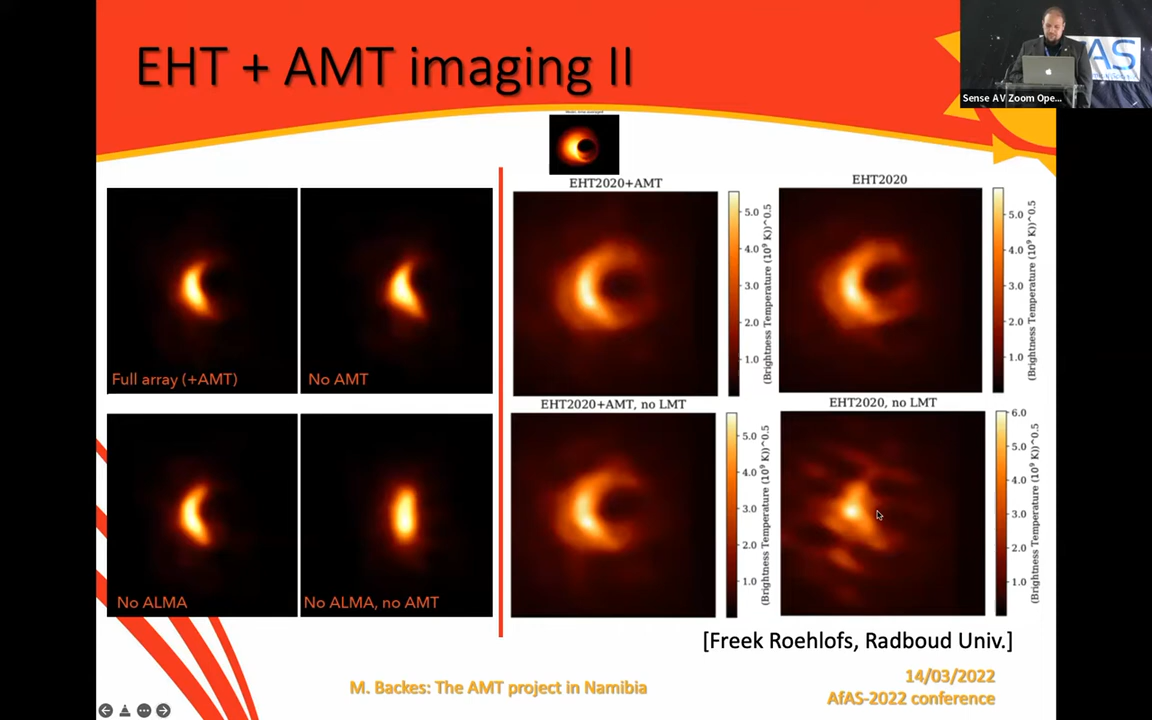 EHT + AMT imaging II
AS
Sense AV Zoom Ope...
EHT2020+AMT
EHT2020
5.0
4.0
3.0
2.0
1.0
(Brightness Temperature (10⁹ K))^0.5
5.0
4.0
3.0
2.0
1.0
(Brightness Temperature (10⁹ K))^0.5
Full array (+AMT)
No AMT
EHT2020+AMT, no LMT
EHT2020, no LMT
5.0
4.0
3.0
2.0
1.0
(Brightness Temperature (10⁹ K))^0.5
6.0
5.0
4.0
3.0
2.0
1.0
(Brightness Temperature (10⁹ K))^0.5
No ALMA
No ALMA, no AMT
[Freek Roehlofs, Radboud Univ.]
M. Backes: The AMT project in Namibia
14/03/2022
AfAS-2022 conference